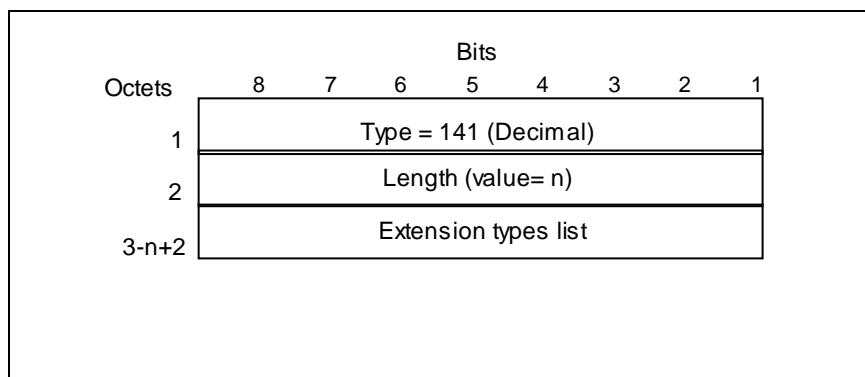 Bits
Octets 8 7 6 5 4 3 2 1
1 Type = 141 (Decimal)
2 Length (value= n)
3-n+2 Extension types list